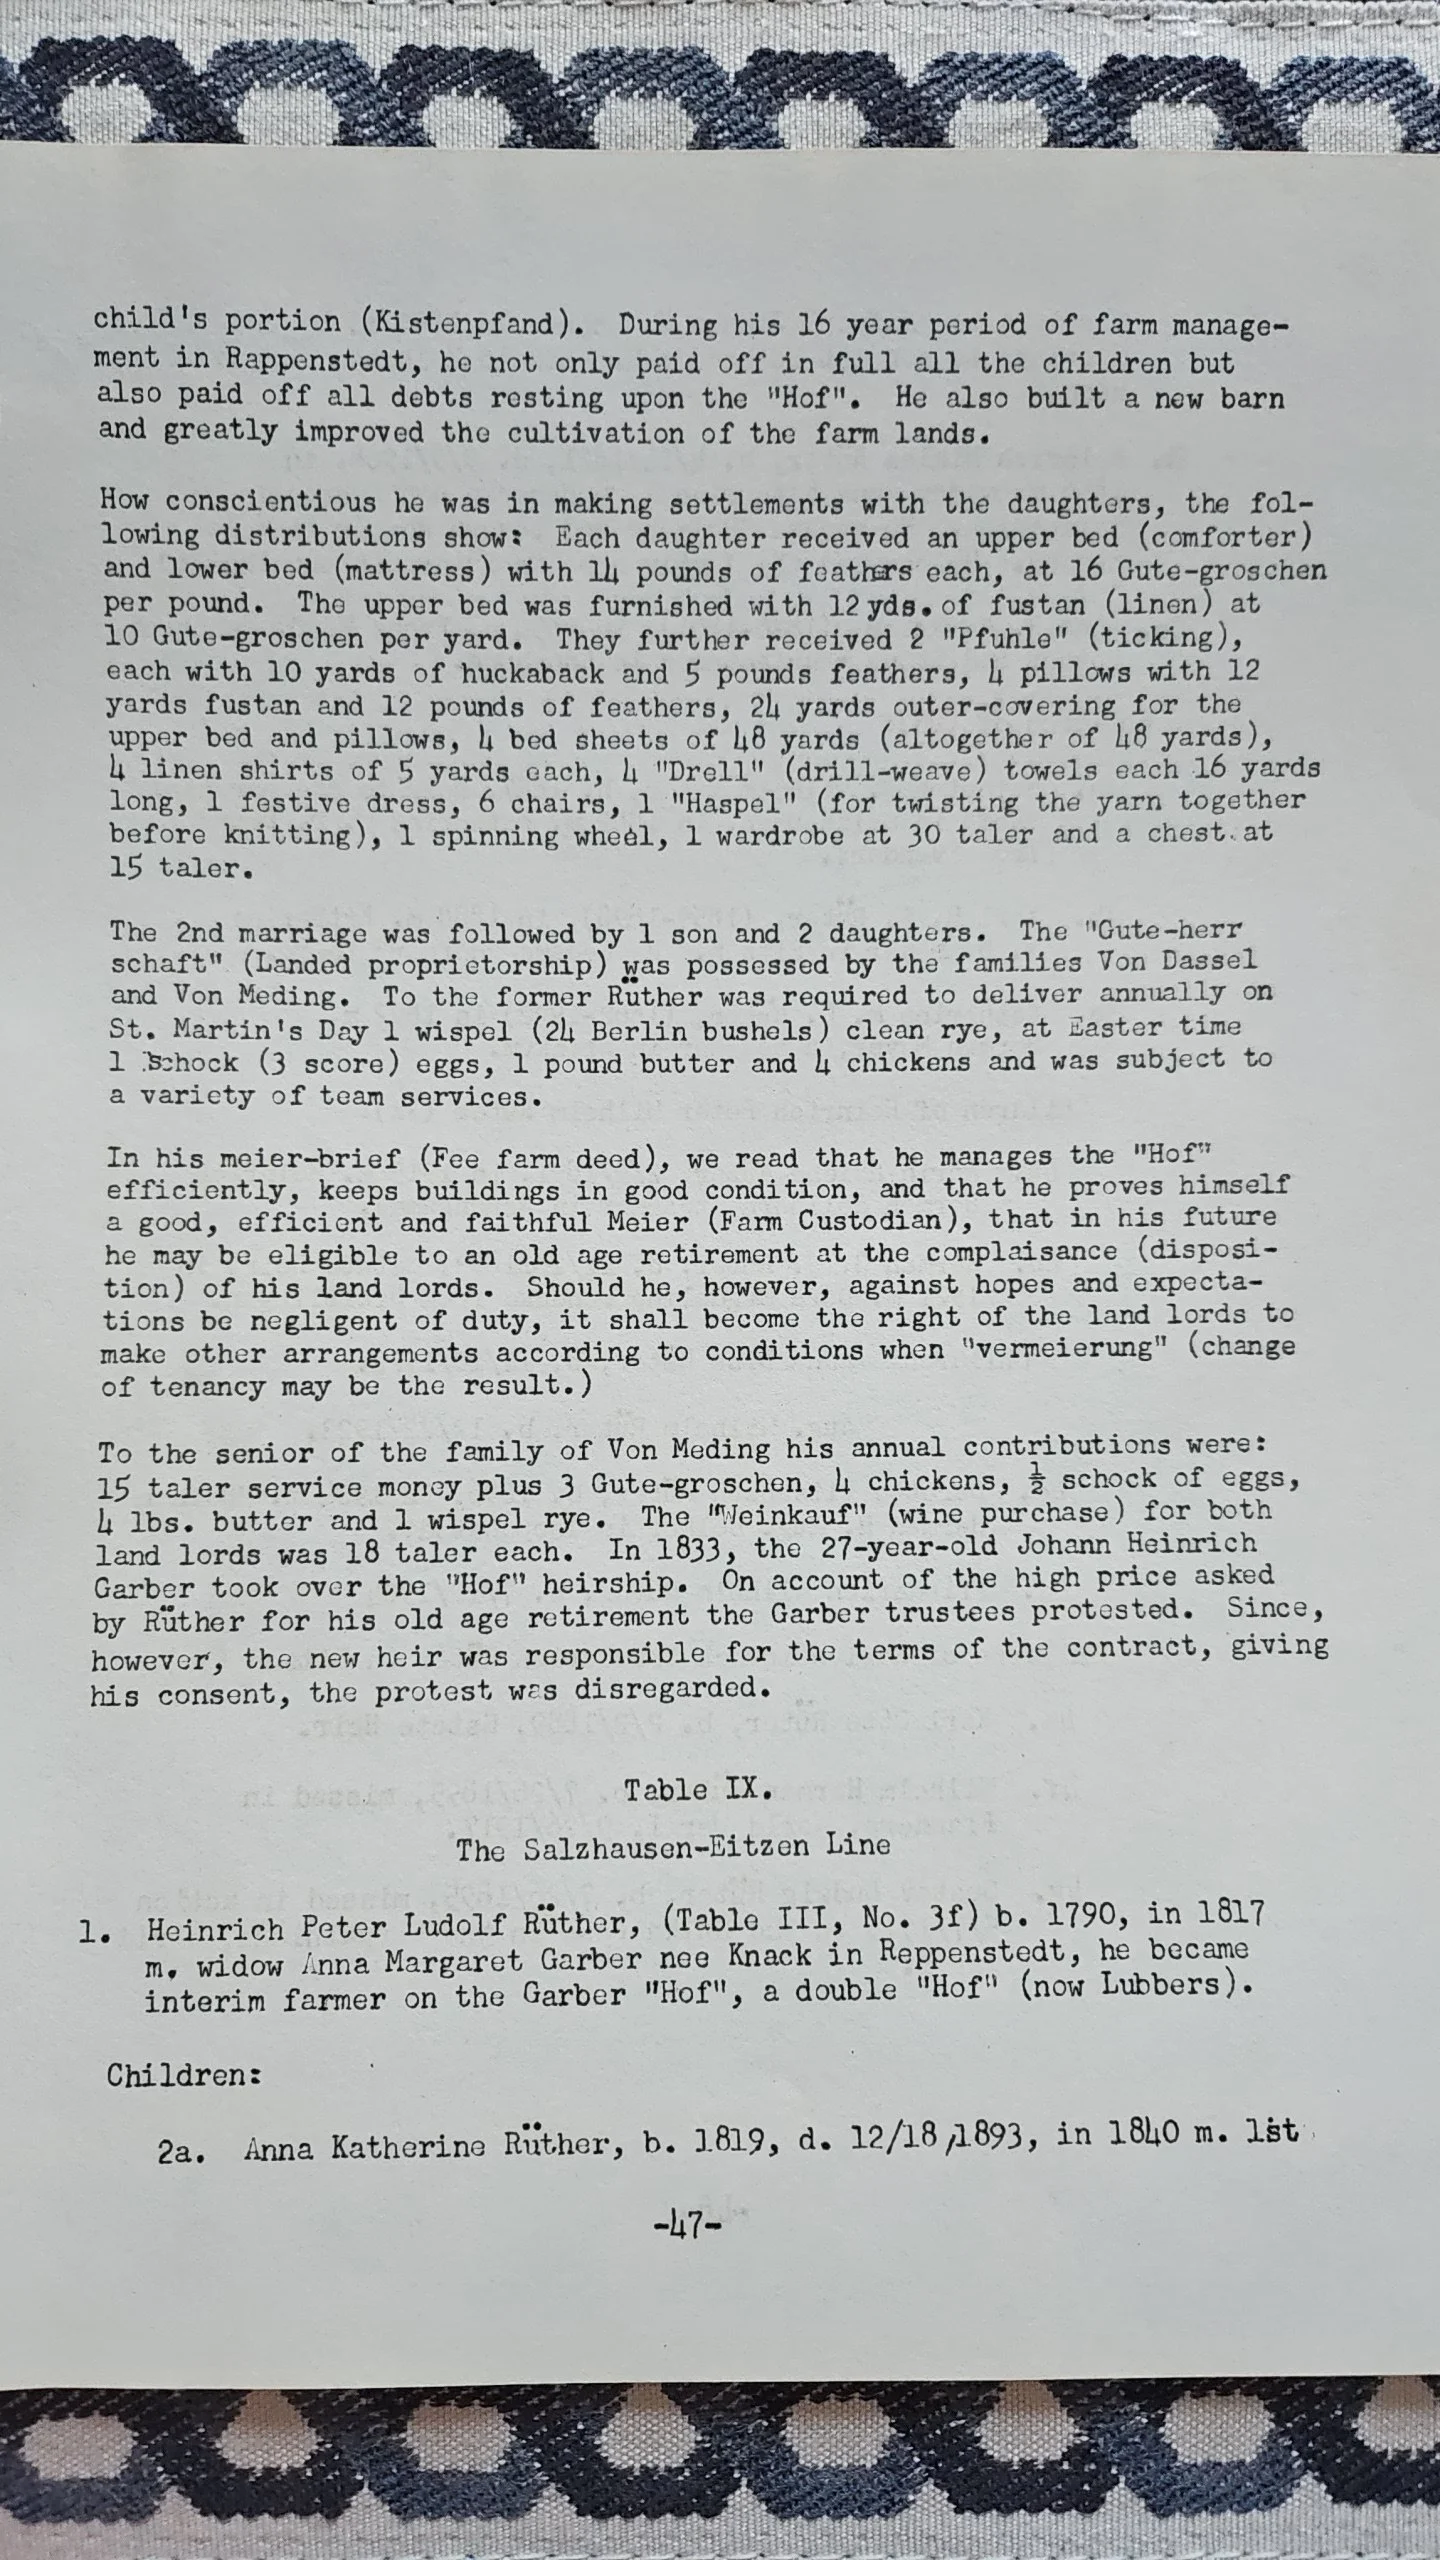 child's portion (Kistenpfand).  During his 16 year period of farm manage-
ment in Rappenstedt, he not only paid off in full all the children but
also paid off all debts resting upon the "Hof".  He also built a new barn
and greatly improved the cultivation of the farm lands.

How conscientious he was in making settlements with the daughters, the fol-
lowing distributions show:  Each daughter received an upper bed (comforter)
and lower bed (mattress) with 14 pounds of feathers each, at 16 Gute-groschen
per pound.  The upper bed was furnished with 12 yds. of fustan (linen) at
10 Gute-groschen per yard.  They further received 2 "Pfuhle" (ticking),
each with 10 yards of huckaback and 5 pounds feathers, 4 pillows with 12
yards fustan and 12 pounds of feathers, 24 yards outer-covering for the
upper bed and pillows, 4 bed sheets of 48 yards (altogether of 48 yards),
4 linen shirts of 5 yards each, 4 "Drell" (drill-weave) towels each 16 yards
long, 1 festive dress, 6 chairs, 1 "Haspel" (for twisting the yarn together
before knitting), 1 spinning wheel, 1 wardrobe at 30 taler and a chest at
15 taler.

The 2nd marriage was followed by 1 son and 2 daughters.  The "Gute-herr
schaft" (Landed proprietorship) was possessed by the families Von Dassel
and Von Meding.  To the former Rüther was required to deliver annually on
St. Martin's Day 1 wispel (24 Berlin bushels) clean rye, at Easter time
1 Schock (3 score) eggs, 1 pound butter and 4 chickens and was subject to
a variety of team services.

In his meier-brief (Fee farm deed), we read that he manages the "Hof"
efficiently, keeps buildings in good condition, and that he proves himself
a good, efficient and faithful Meier (Farm Custodian), that in his future
he may be eligible to an old age retirement at the complaisance (disposi-
tion) of his land lords.  Should he, however, against hopes and expecta-
tions be negligent of duty, it shall become the right of the land lords to
make other arrangements according to conditions when "vermeierung" (change
of tenancy may be the result.)

To the senior of the family of Von Meding his annual contributions were:
15 taler service money plus 3 Gute-groschen, 4 chickens, ½ schock of eggs,
4 lbs. butter and 1 wispel rye.  The "Weinkauf" (wine purchase) for both
land lords was 18 taler each.  In 1833, the 27-year-old Johann Heinrich
Garber took over the "Hof" heirship.  On account of the high price asked
by Rüther for his old age retirement the Garber trustees protested.  Since,
however, the new heir was responsible for the terms of the contract, giving
his consent, the protest was disregarded.

Table IX.

The Salzhausen-Eitzen Line

1.  Heinrich Peter Ludolf Rüther, (Table III, No. 3f) b. 1790, in 1817
m. widow Anna Margaret Garber nee Knack in Reppenstedt, he became
interim farmer on the Garber "Hof", a double "Hof" (now Lubbers).

Children:

2a.  Anna Katherine Rüther, b. 1819, d. 12/18/1893, in 1840 m. 1st

-47-